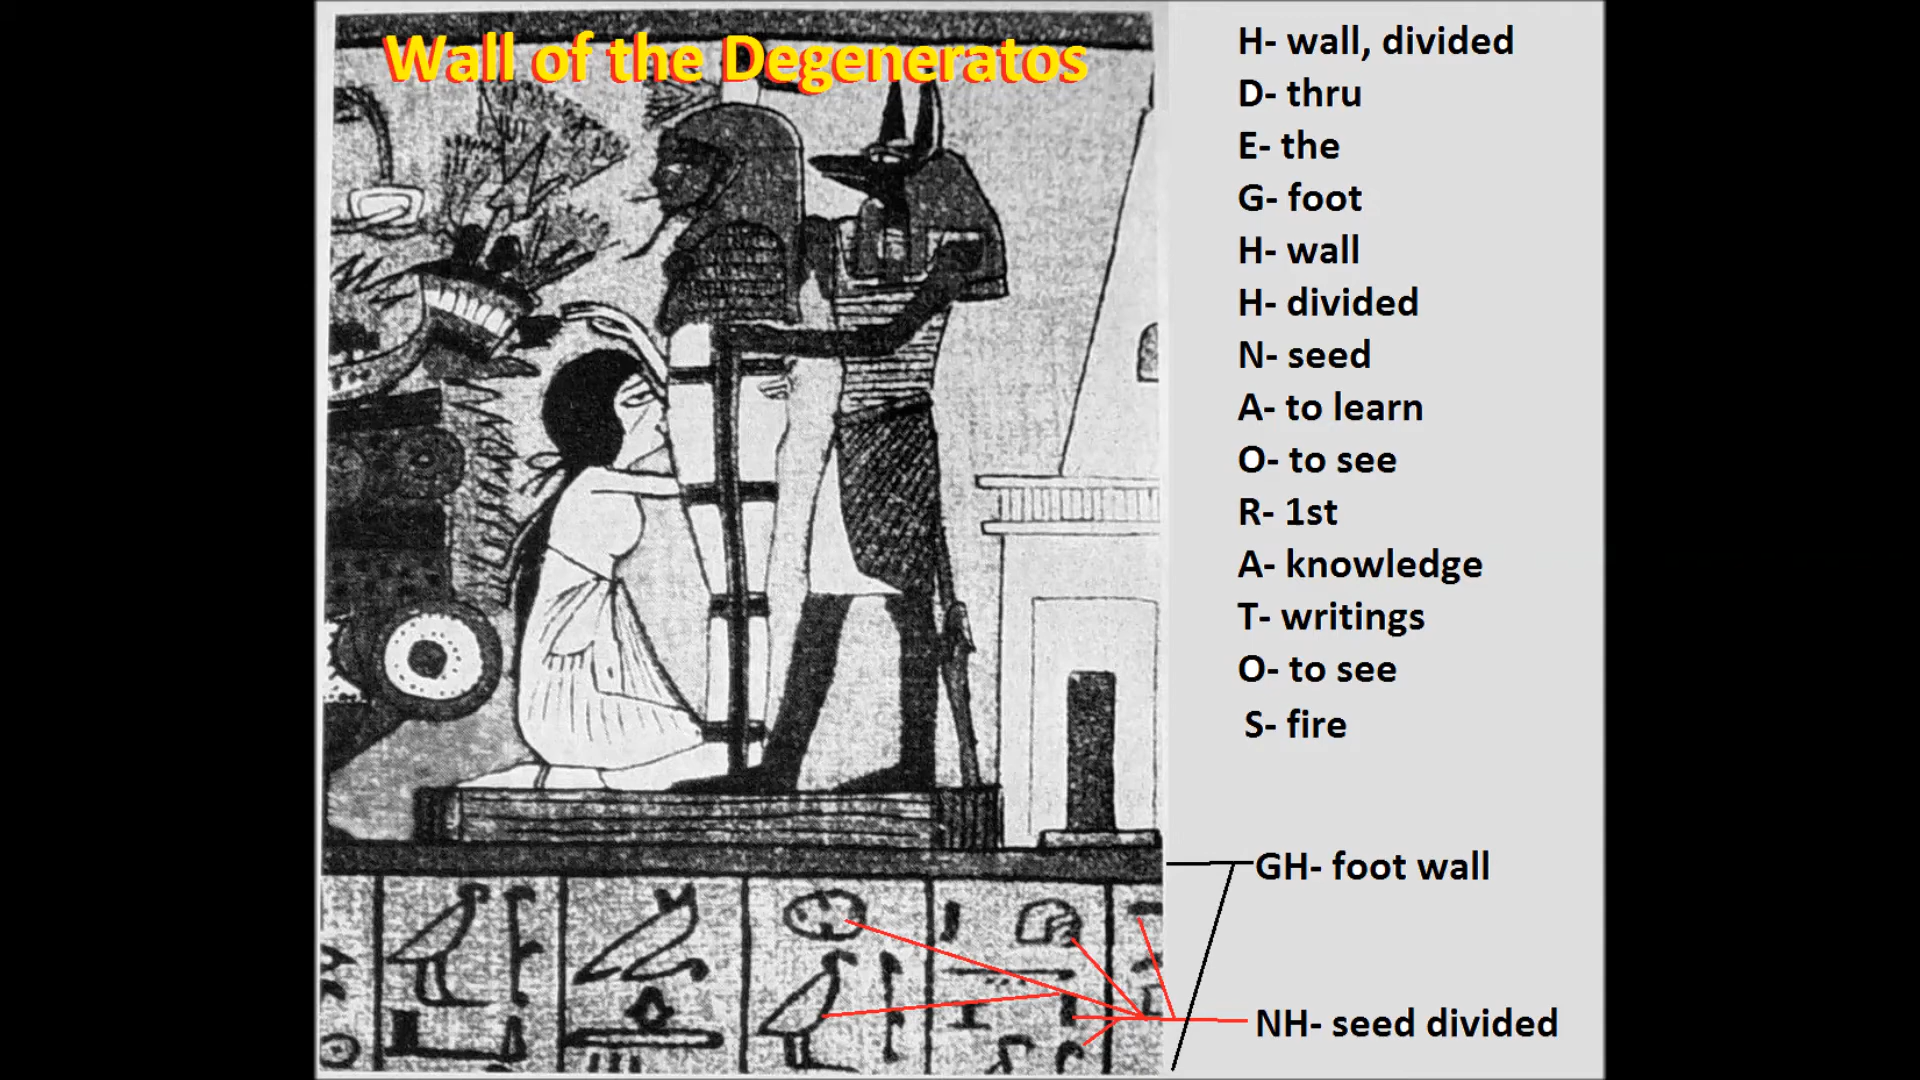 Wall of the Degeneratos
H- wall, divided
D- thru
E- the
G- foot
H- wall
H- divided
N- seed
A- to learn
O- to see
R- 1st
A- knowledge
T- writings
O- to see
S- fire
GH- foot wall
NH- seed divided